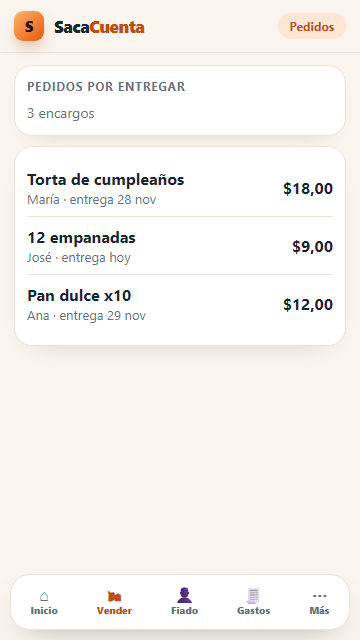 S SacaCuenta Pedidos
PEDIDOS POR ENTREGAR
3 encargos
Torta de cumpleaños
María · entrega 28 nov
$18,00
12 empanadas
José · entrega hoy
$9,00
Pan dulce x10
Ana · entrega 29 nov
$12,00
Inicio Vender Fiado Gastos Más